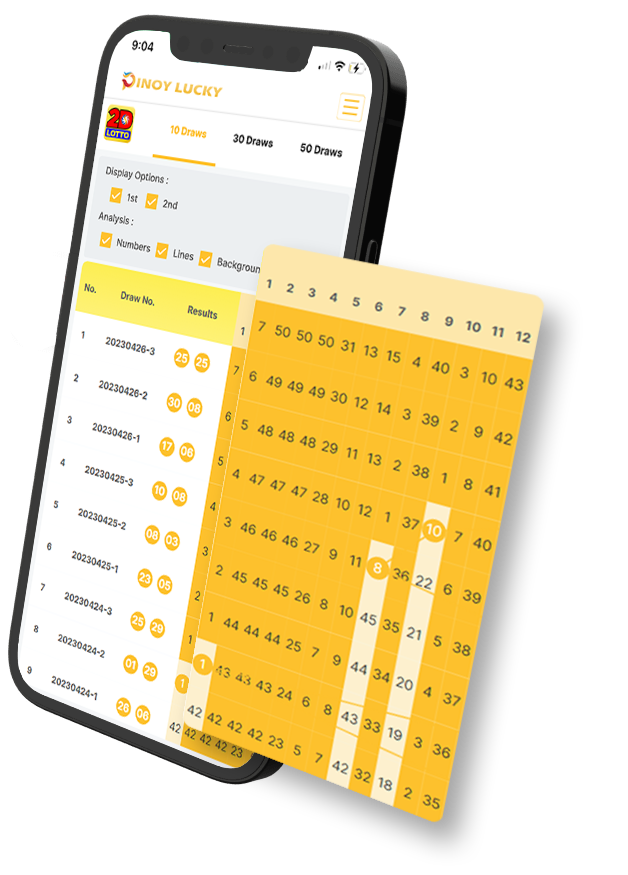 9:04
PINOY LUCKY
2D LOTTO
10 Draws 30 Draws 50 Draws
Display Options :
1st 2nd
Analysis :
Numbers Lines Backgroun
No. Draw No. Results 1
1 20230426-3 25 25 7
2 20230426-2 30 08 6
3 20230426-1 17 06 5
4 20230425-3 10 08 4
5 20230425-2 08 03 3
6 20230425-1 23 05 2
7 20230424-3 25 29 1
8 20230424-2 01 29 1
9 20230424-1 26 06 42 42 42 42 42 23
1 2 3 4 5 6 7 8 9 10 11 12
7 50 50 50 31 13 15 4 40 3 10 43
6 49 49 49 30 12 14 3 39 2 9 42
5 48 48 48 29 11 13 2 38 1 8 41
4 47 47 47 28 10 12 1 37 10 7 40
3 46 46 46 27 9 11 8 36 22 6 39
2 45 45 45 26 8 10 45 35 21 5 38
1 44 44 44 25 7 9 44 34 20 4 37
1 43 43 43 24 6 8 43 33 19 3 36
42 42 42 42 23 5 7 42 32 18 2 35